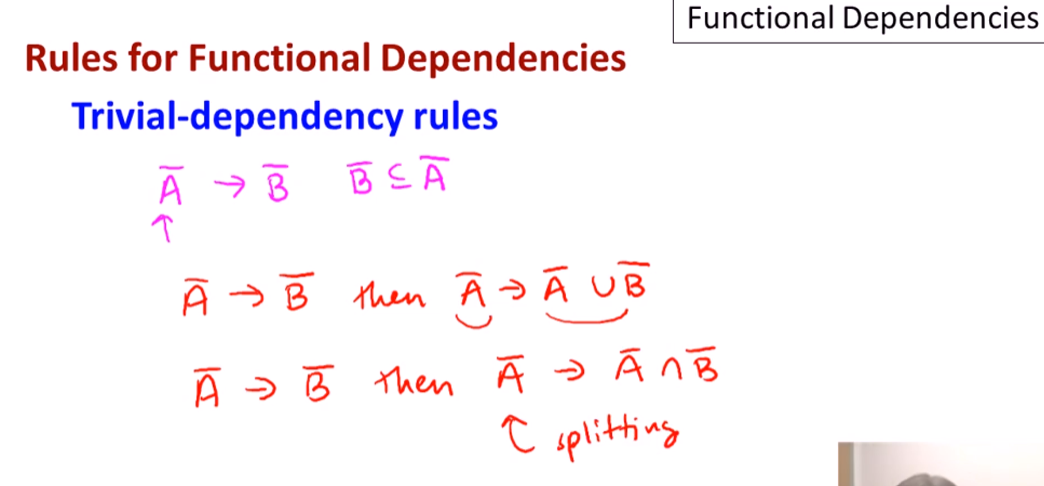 Functional Dependencies
Rules for Functional Dependencies
Trivial-dependency rules
A̅ → B̅ B̅ ⊆ A̅
↑
A̅ → B̅ then A̅ → A̅ ∪ B̅
A̅ → B̅ then A̅ → A̅ ∩ B̅
↑ splitting